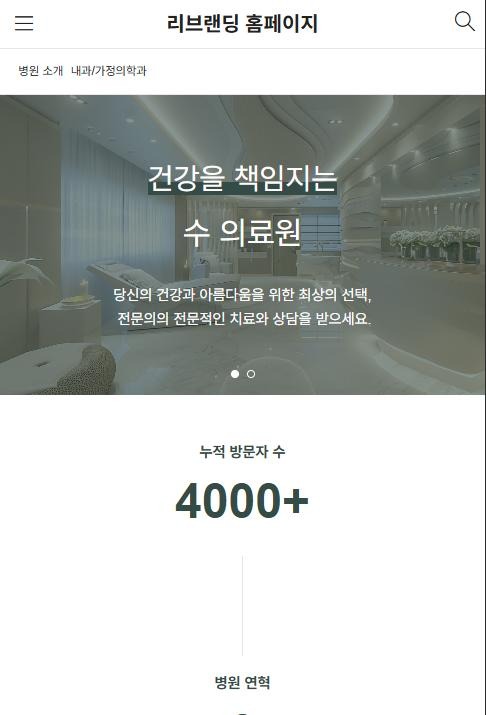 리브랜딩 홈페이지
병원 소개 내과/가정의학과
건강을 책임지는
수 의료원
당신의 건강과 아름다움을 위한 최상의 선택,
전문의의 전문적인 치료와 상담을 받으세요.
누적 방문자 수
4000+
병원 연혁